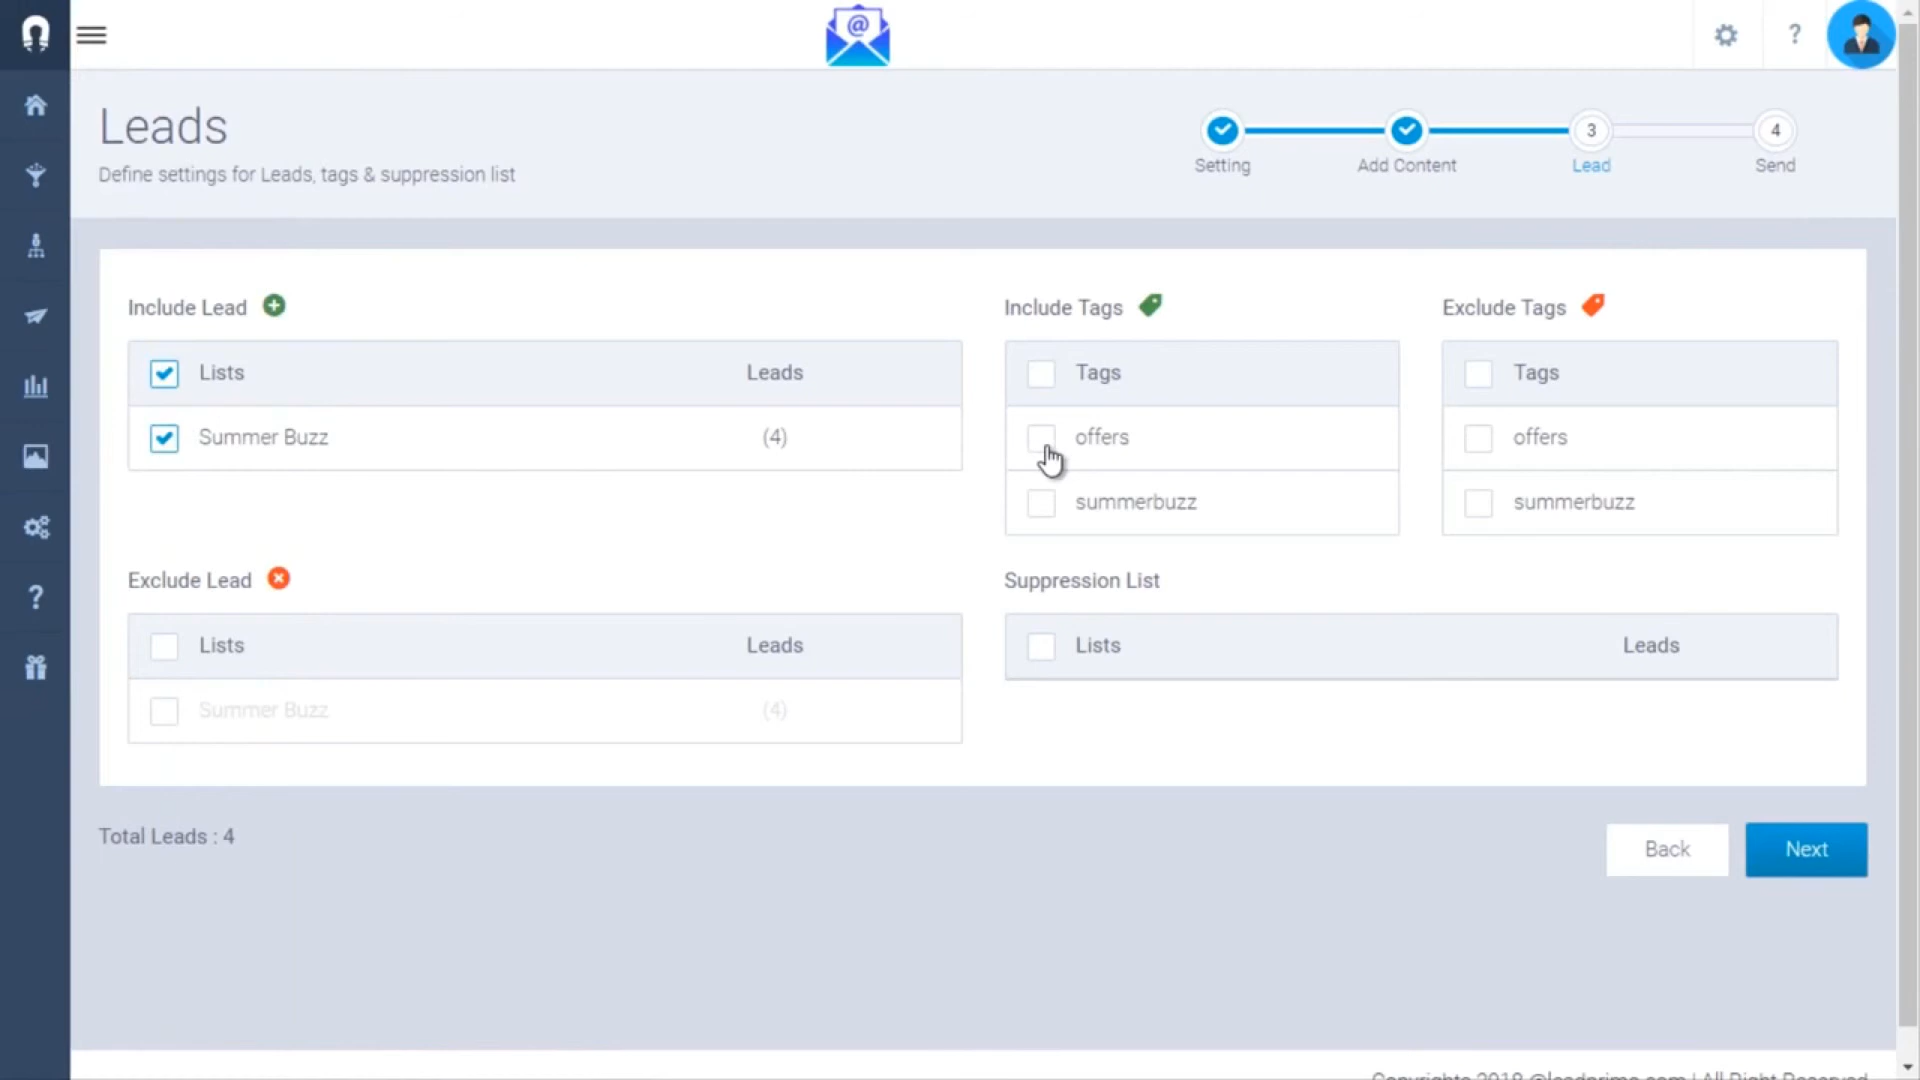 @
?
Leads
Define settings for Leads, tags & suppression list
3
4
Setting
Add Content
Lead
Send
Include Lead
Lists Leads
Summer Buzz (4)
Include Tags
Tags
offers
summerbuzz
Exclude Tags
Tags
offers
summerbuzz
Exclude Lead
Lists Leads
Summer Buzz (4)
Suppression List
Lists Leads
?
Total Leads : 4
Back
Next